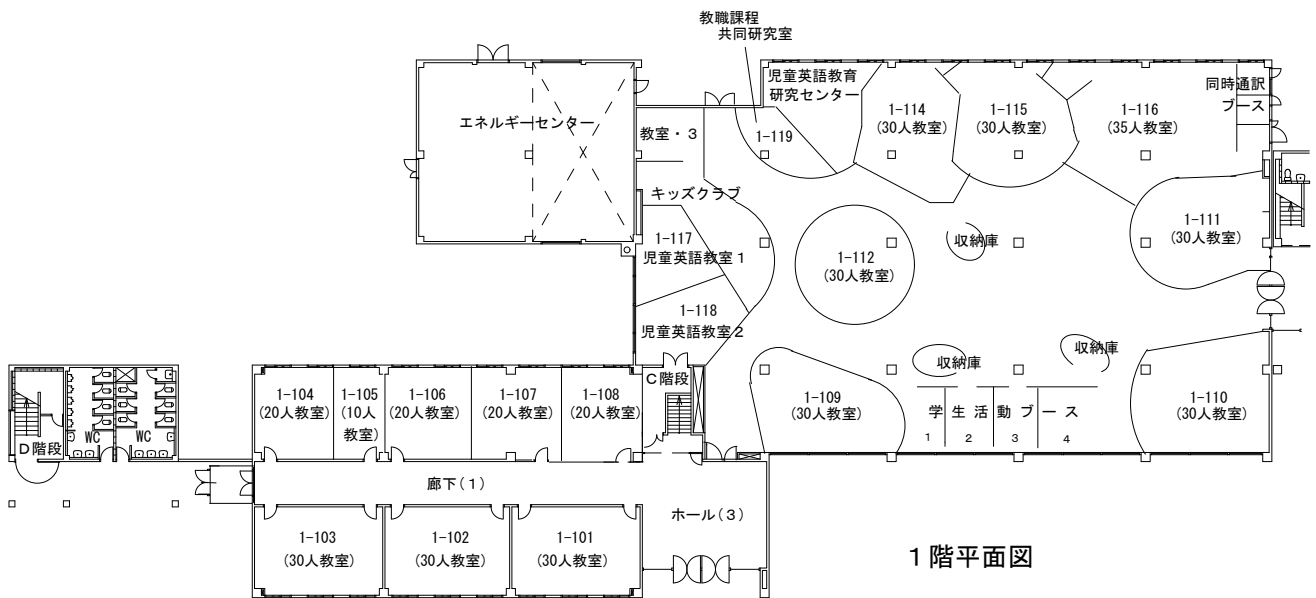 教職課程
共同研究室
児童英語教育
研究センター
同時通訳
ブース
1-114
(30人教室)
1-115
(30人教室)
1-116
(35人教室)
エネルギーセンター
教室・3
1-119
キッズクラブ
1-117
児童英語教室1
1-118
児童英語教室2
1-112
(30人教室)
収納庫
1-111
(30人教室)
収納庫
収納庫
1-104
(20人教室)
1-105
(10人
教室)
1-106
(20人教室)
1-107
(20人教室)
1-108
(20人教室)
C階段
1-109
(30人教室)
学生活動ブース
1 2 3 4
1-110
(30人教室)
D階段
WC
WC
廊下(1)
ホール(3)
1-103
(30人教室)
1-102
(30人教室)
1-101
(30人教室)
1階平面図